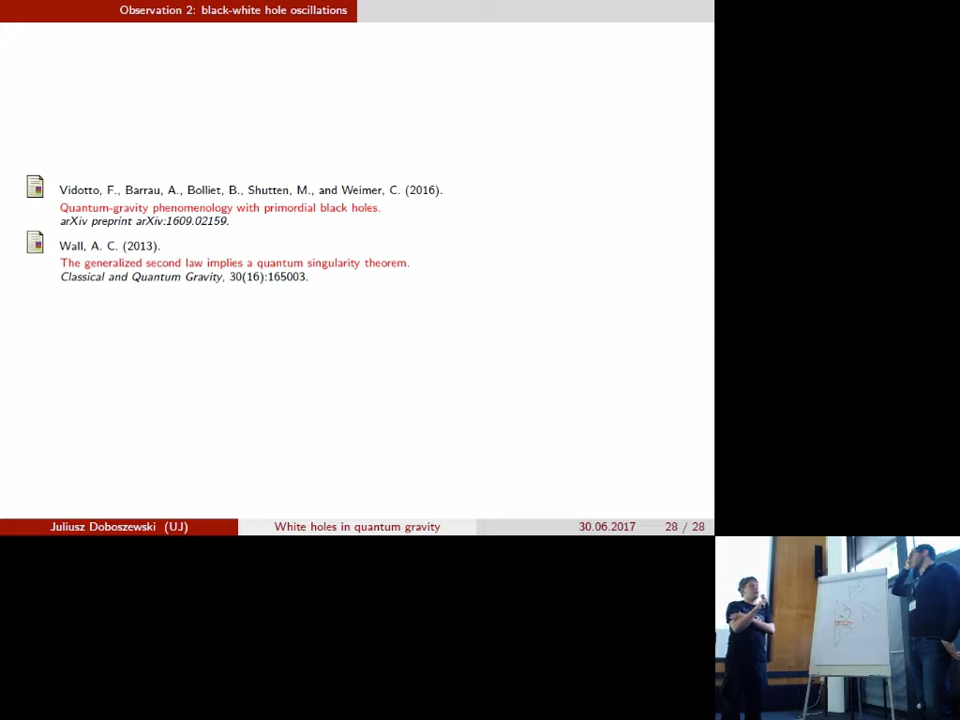 Observation 2: black-white hole oscillations
Vidotto, F., Barrau, A., Bolliet, B., Shutten, M., and Weimer, C. (2016).
Quantum-gravity phenomenology with primordial black holes.
arXiv preprint arXiv:1609.02159.
Wall, A. C. (2013).
The generalized second law implies a quantum singularity theorem.
Classical and Quantum Gravity, 30(16):165003.
Juliusz Doboszewski (UJ) White holes in quantum gravity 30.06.2017 28 / 28